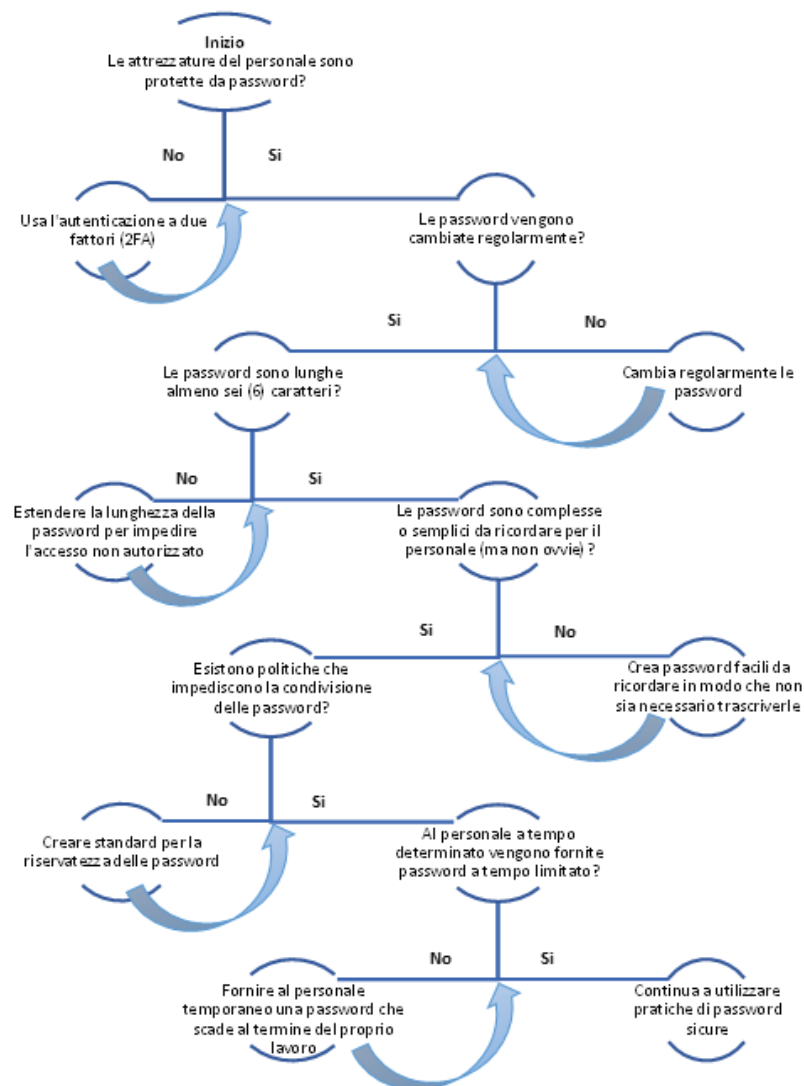 Inizio
Le attrezzature del personale sono
protette da password?
No
Si
Usa l'autenticazione a due
fattori (2FA)
Le password vengono
cambiate regolarmente?
Si
No
Le password sono lunghe
almeno sei (6) caratteri?
Cambia regolarmente le
password
No
Si
Estendere la lunghezza della
password per impedire
l'accesso non autorizzato
Le password sono complesse
o semplici da ricordare per il
personale (ma non ovvie) ?
Si
No
Esistono politiche che
impediscono la condivisione
delle password?
Crea password facili da
ricordare in modo che non
sia necessario trascriverle
No
Si
Creare standard per la
riservatezza delle password
Al personale a tempo
determinato vengono fornite
password a tempo limitato?
No
Si
Fornire al personale
temporaneo una password che
scade al termine del proprio
lavoro
Continua a utilizzare
pratiche di password
sicure